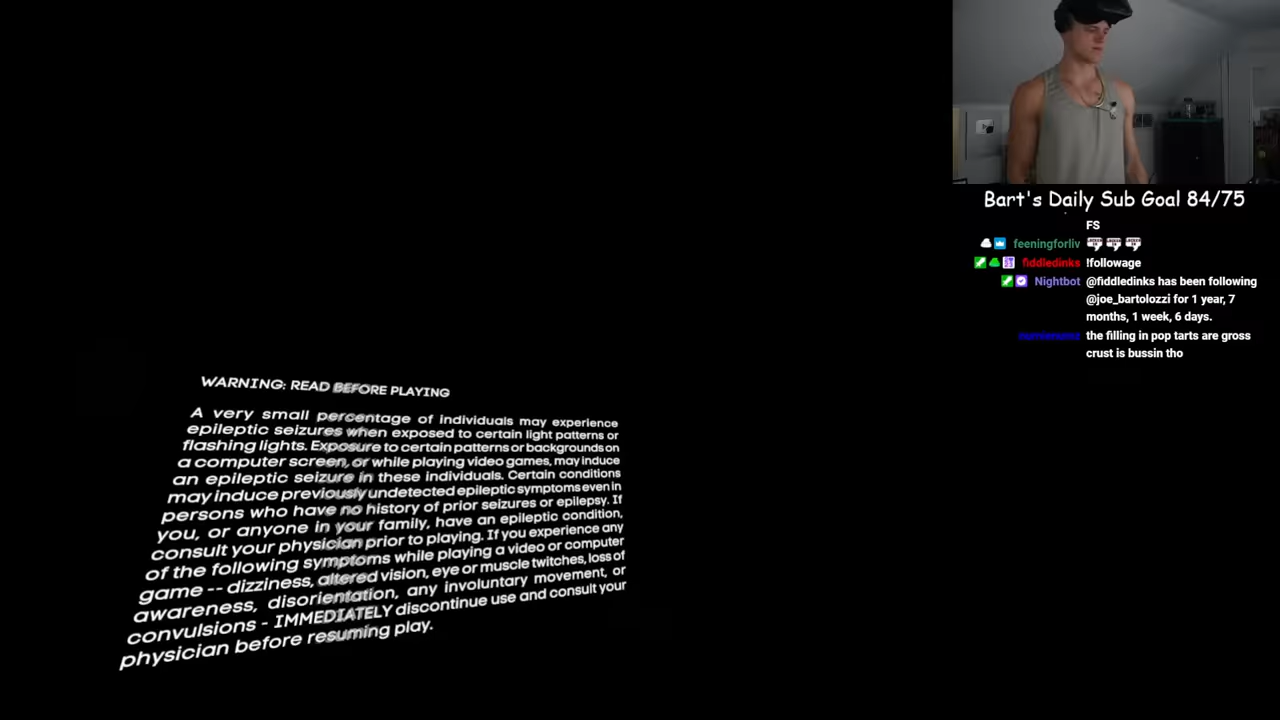 Bart's Daily Sub Goal 84/75
FS
feeningforliv
fiddledinks !followage
Nightbot @fiddledinks has been following
@joe_bartolozzi for 1 year, 7
months, 1 week, 6 days.
the filling in pop tarts are gross
crust is bussin tho
WARNING: READ BEFORE PLAYING
A very small percentage of individuals may experience
epileptic seizures when exposed to certain light patterns or
flashing lights. Exposure to certain patterns or backgrounds on
a computer screen, or while playing video games, may induce
an epileptic seizure in these individuals. Certain conditions
may induce previously undetected epileptic symptoms even in
persons who have no history of prior seizures or epilepsy. If
you, or anyone in your family, have an epileptic condition,
consult your physician prior to playing. If you experience any
of the following symptoms while playing a video or computer
game -- dizziness, altered vision, eye or muscle twitches, loss of
awareness, disorientation, any involuntary movement, or
convulsions - IMMEDIATELY discontinue use and consult your
physician before resuming play.